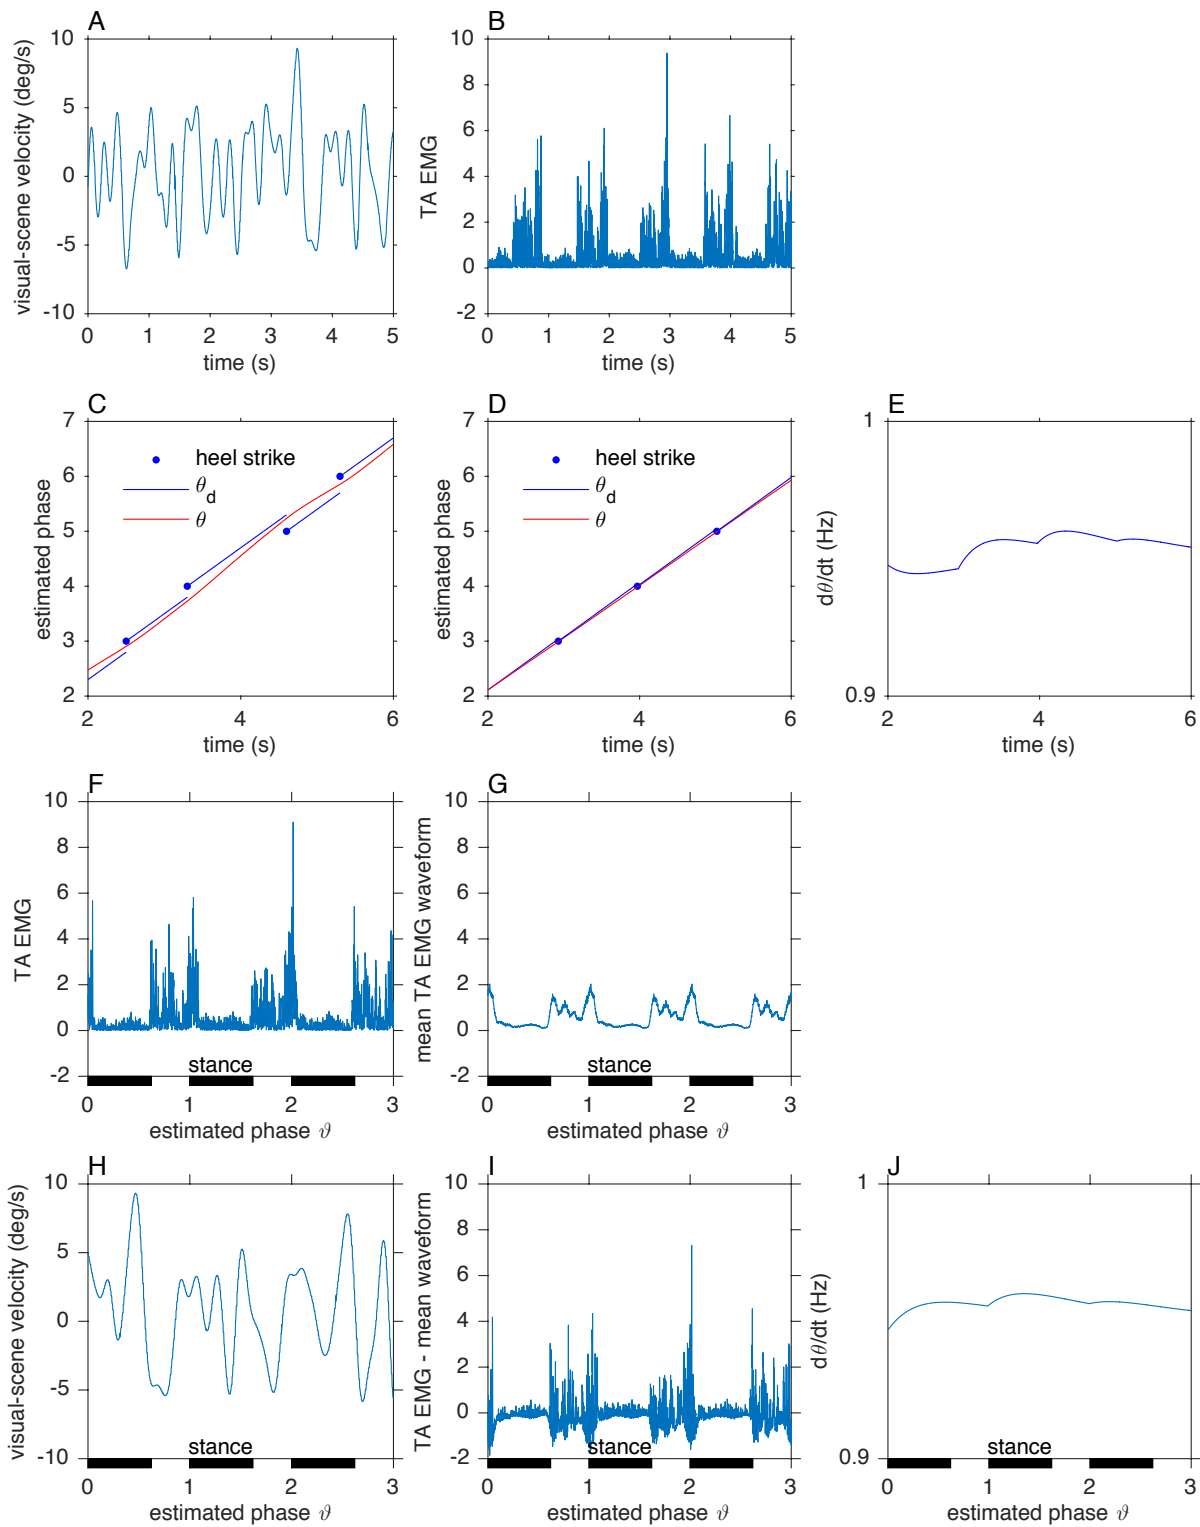 A
visual-scene velocity (deg/s)
10
5
0
-5
-10
0 1 2 3 4 5
time (s)
B
TA EMG
10
8
6
4
2
0
-2
0 1 2 3 4 5
time (s)
C
estimated phase
7
6
5
4
3
2
heel strike
θd
θ
2 4 6
time (s)
D
estimated phase
7
6
5
4
3
2
heel strike
θd
θ
2 4 6
time (s)
E
dθ/dt (Hz)
1
0.9
2 4 6
time (s)
F
TA EMG
10
8
6
4
2
0
-2
stance
0 1 2 3
estimated phase ϑ
G
mean TA EMG waveform
10
8
6
4
2
0
-2
stance
0 1 2 3
estimated phase ϑ
H
visual-scene velocity (deg/s)
10
5
0
-5
-10
stance
0 1 2 3
estimated phase ϑ
I
TA EMG - mean waveform
10
8
6
4
2
0
-2
stance
0 1 2 3
estimated phase ϑ
J
dθ/dt (Hz)
1
0.9
stance
0 1 2 3
estimated phase ϑ